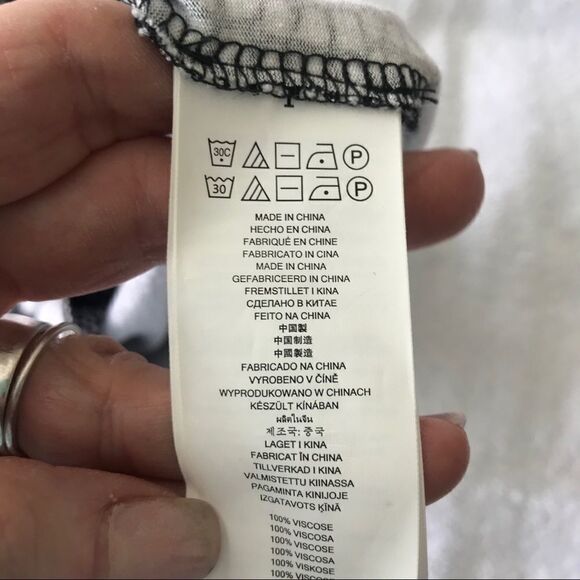 30C P
30 P
MADE IN CHINA
HECHO EN CHINA
FABRIQUÉ EN CHINE
FABBRICATO IN CINA
MADE IN CHINA
GEFABRICEERD IN CHINA
FREMSTILLET I KINA
СДЕЛАНО В КИТАЕ
FEITO NA CHINA
中国製
中国制造
中國製造
FABRICADO NA CHINA
VYROBENO V ČÍNĚ
WYPRODUKOWANO W CHINACH
KÉSZÜLT KÍNÁBAN
ผลิตในจีน
제조국: 중국
LAGET I KINA
FABRICAT ÎN CHINA
TILLVERKAD I KINA
VALMISTETTU KIINASSA
PAGAMINTA KINIJOJE
IZGATAVOTS ĶĪNĀ
100% VISCOSE
100% VISCOSA
100% VISCOSE
100% VISCOSA
100% VISKOSE
100% VISCOSE